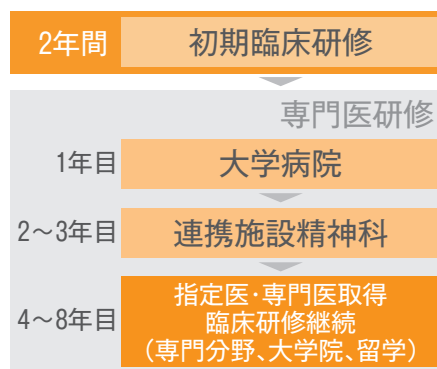 2年間 初期臨床研修
専門医研修
1年目 大学病院
2～3年目 連携施設精神科
4～8年目 指定医・専門医取得
臨床研修継続
（専門分野、大学院、留学）